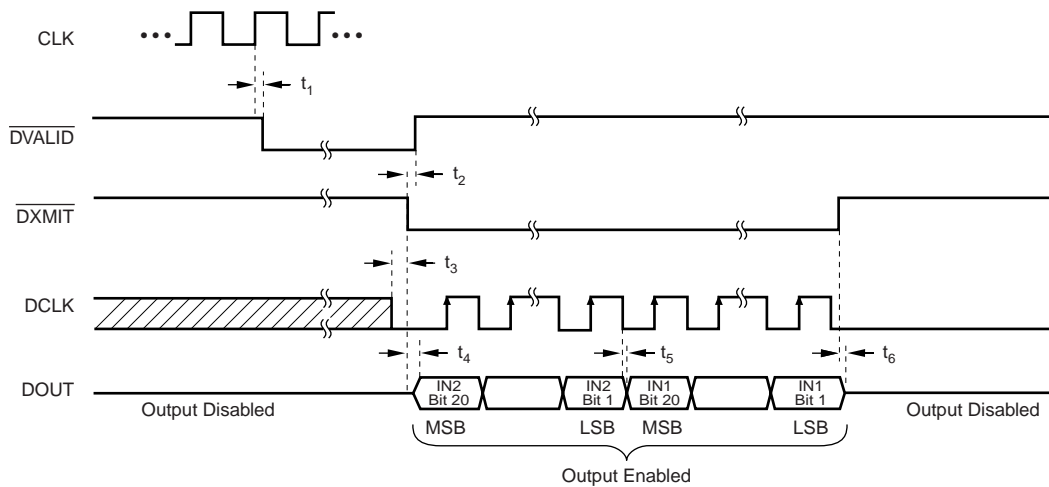 CLK
t1
DVALID
t2
DXMIT
t3
DCLK
t4
t5
t6
DOUT
IN2 Bit 20
IN2 Bit 1
IN1 Bit 20
IN1 Bit 1
Output Disabled
MSB
LSB
MSB
LSB
Output Disabled
Output Enabled